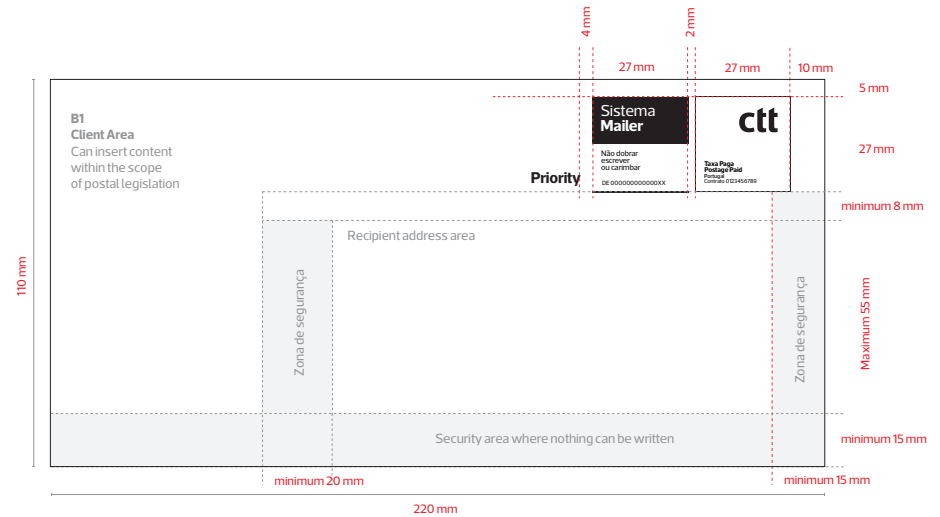 4 mm
2 mm
27 mm
27 mm
10 mm
5 mm
B1
Client Area
Can insert content
within the scope
of postal legislation
Sistema
Mailer
Não dobrar
escrever
ou carimbar
DE 000000000000XX
ctt
Taxa Paga
Postage Paid
Portugal
Contrato 0123456789
27 mm
Priority
minimum 8 mm
Recipient address area
110 mm
Zona de segurança
Zona de segurança
Maximum 55 mm
Security area where nothing can be written
minimum 15 mm
minimum 20 mm
minimum 15 mm
220 mm